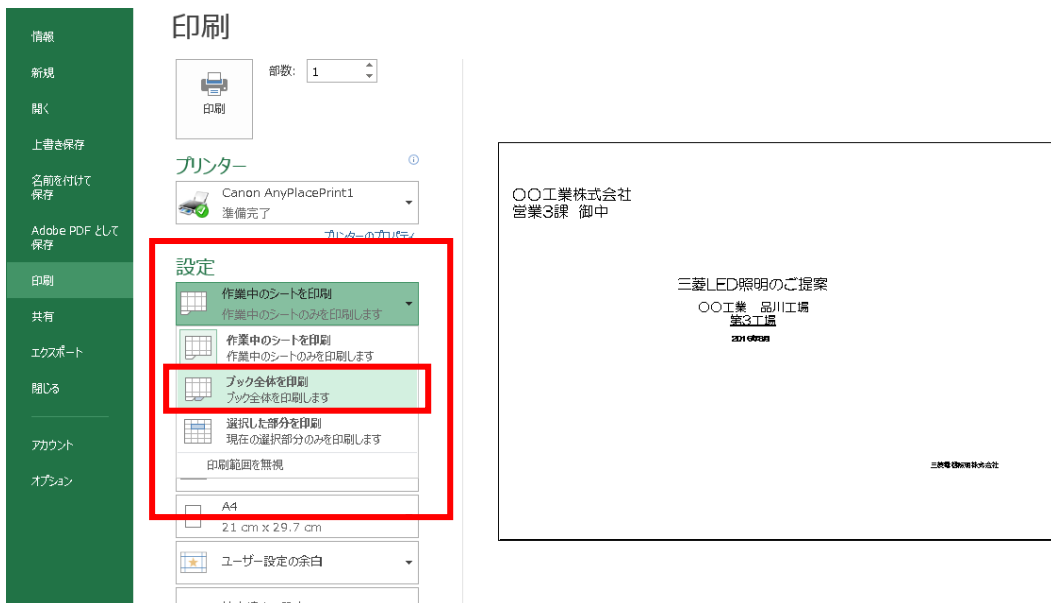 情報
新規
開く
上書き保存
名前を付けて
保存
Adobe PDF として
保存
印刷
共有
エクスポート
閉じる
アカウント
オプション
印刷
印刷
部数: 1
プリンター
Canon AnyPlacePrint1
準備完了
プリンターのプロパティ
設定
作業中のシートを印刷
作業中のシートのみを印刷します
作業中のシートを印刷
作業中のシートのみを印刷します
ブック全体を印刷
ブック全体を印刷します
選択した部分を印刷
現在の選択部分のみを印刷します
印刷範囲を無視
A4
21 cm x 29.7 cm
ユーザー設定の余白
〇〇工業株式会社
営業3課 御中
三菱LED照明のご提案
〇〇工業 品川工場
第3工場
三菱電機照明株式会社